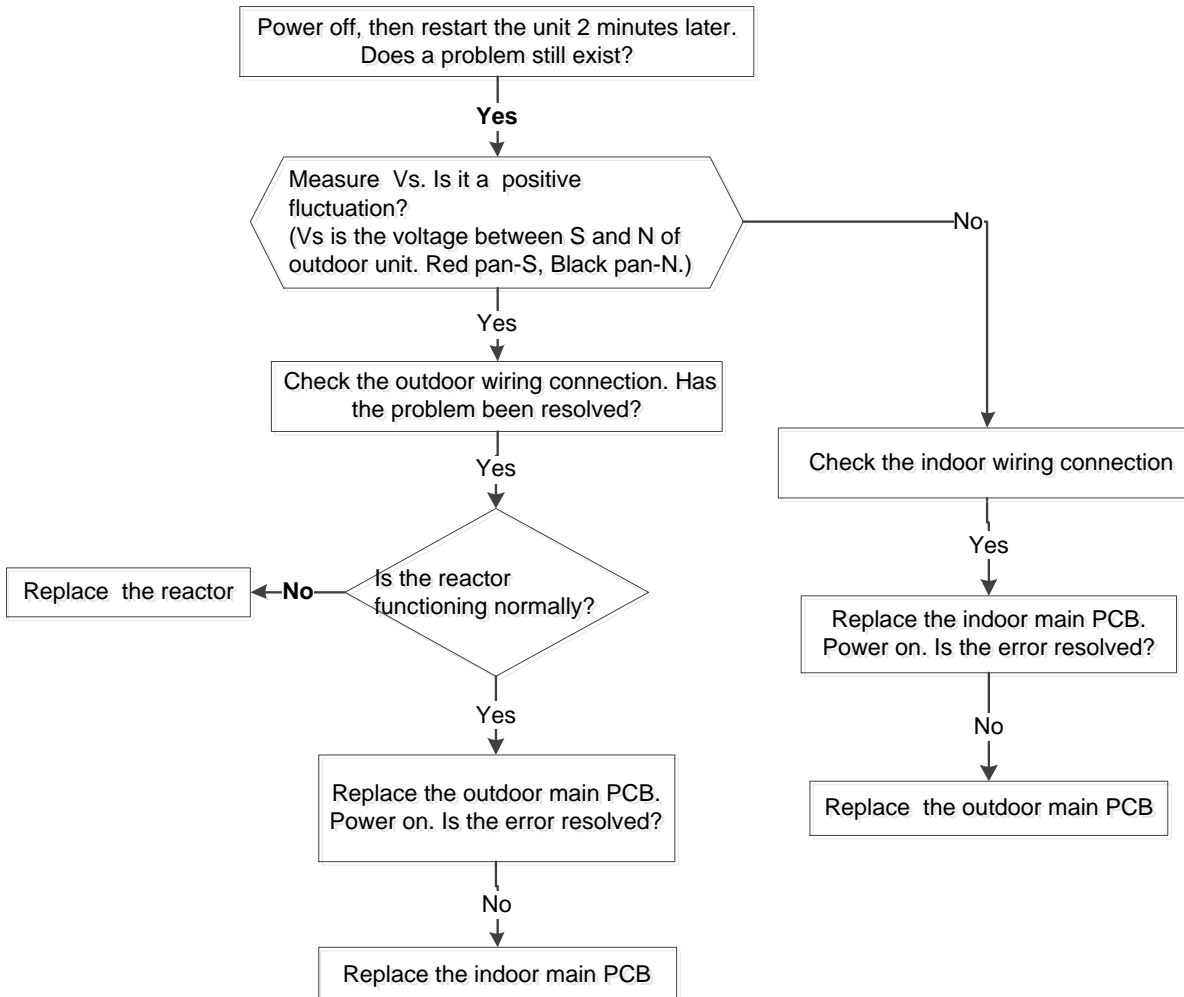 Power off, then restart the unit 2 minutes later.
Does a problem still exist?
Yes
Measure Vs. Is it a positive
fluctuation?
(Vs is the voltage between S and N of
outdoor unit. Red pan-S, Black pan-N.)
No
Yes
Check the outdoor wiring connection. Has
the problem been resolved?
Yes
Check the indoor wiring connection
Yes
Is the reactor
functioning normally?
No
Replace the reactor
Replace the indoor main PCB.
Power on. Is the error resolved?
Yes
No
Replace the outdoor main PCB.
Power on. Is the error resolved?
Replace the outdoor main PCB
No
Replace the indoor main PCB